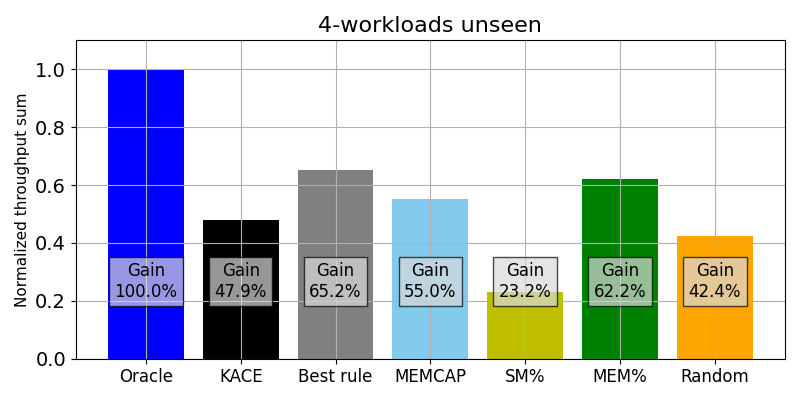 4-workloads unseen
Normalized throughput sum
1.0
0.8
0.6
0.4
0.2
0.0
Gain
100.0%
Gain
47.9%
Gain
65.2%
Gain
55.0%
Gain
23.2%
Gain
62.2%
Gain
42.4%
Oracle
KACE
Best rule
MEMCAP
SM%
MEM%
Random